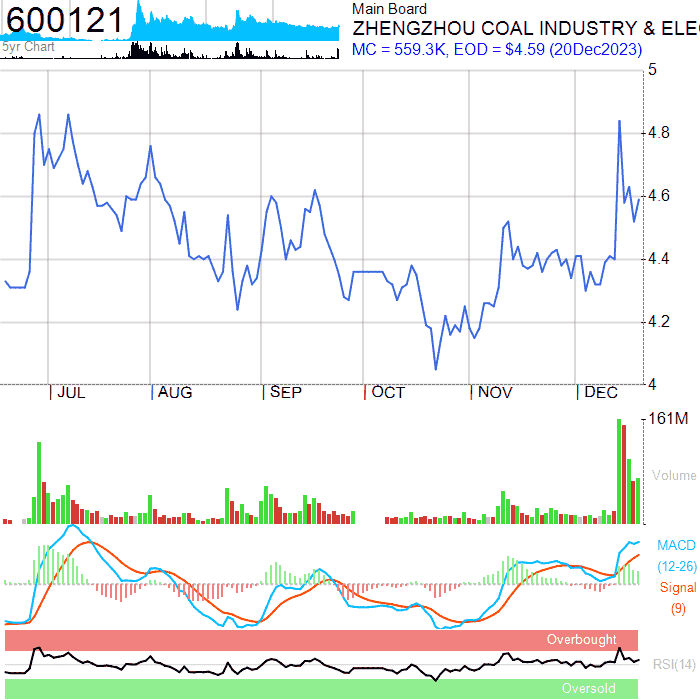 600121
5yr Chart
Main Board
ZHENGZHOU COAL INDUSTRY & ELE
MC = 559.3K, EOD = $4.59 (20Dec2023)
5
4.8
4.6
4.4
4.2
4
JUL AUG SEP OCT NOV DEC
161M
Volume
MACD
(12-26)
Signal
(9)
Overbought
RSI(14)
Oversold